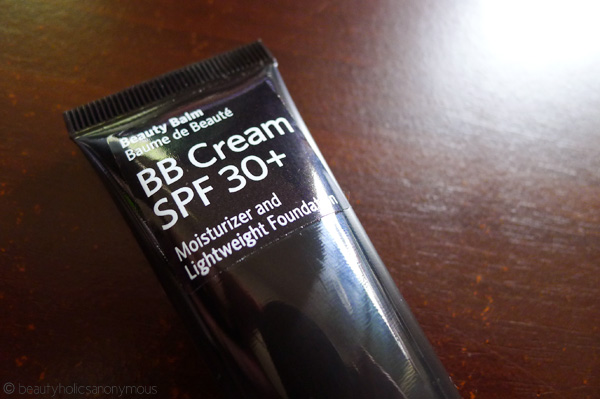 Beauty Balm
Baume de Beauté
BB Cream
SPF 30+
Moisturizer and
Lightweight Foundation
© beautyholicsanonymous